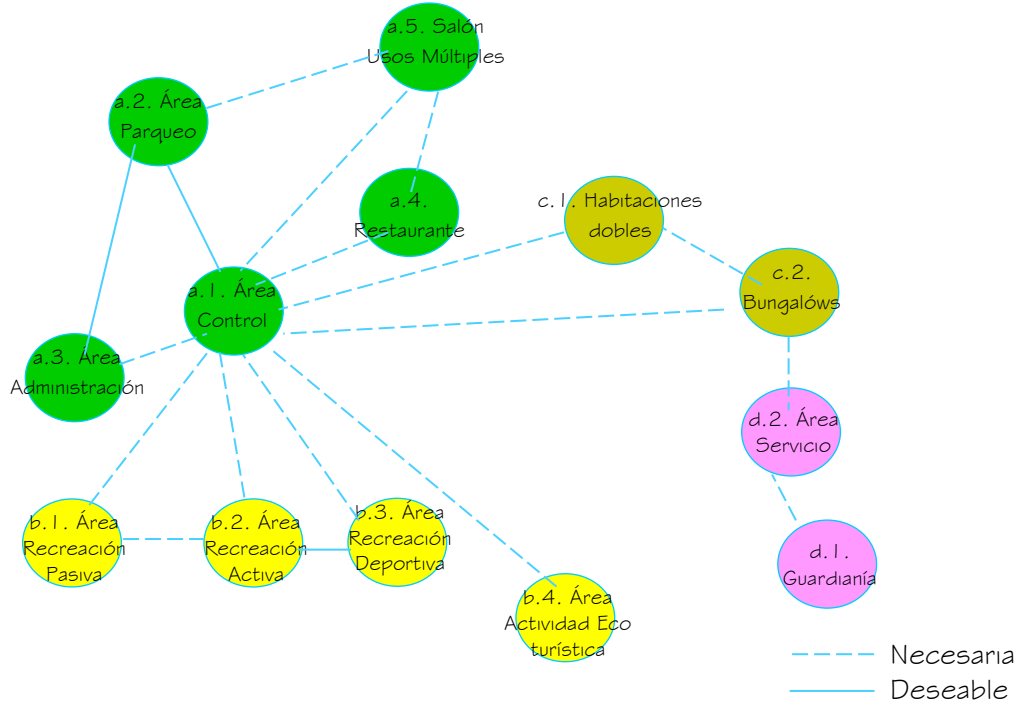 a.5. Salón
Usos Múltiples
a.2. Área
Parqueo
a.4.
Restaurante
c.1. Habitaciones
dobles
c.2.
Bungalóws
a.1. Área
Control
a.3. Área
Administración
d.2. Área
Servicio
b.1. Área
Recreación
Pasiva
b.2. Área
Recreación
Activa
b.3. Área
Recreación
Deportiva
d.1.
Guardianía
b.4. Área
Actividad Eco
turística
Necesaria
Deseable